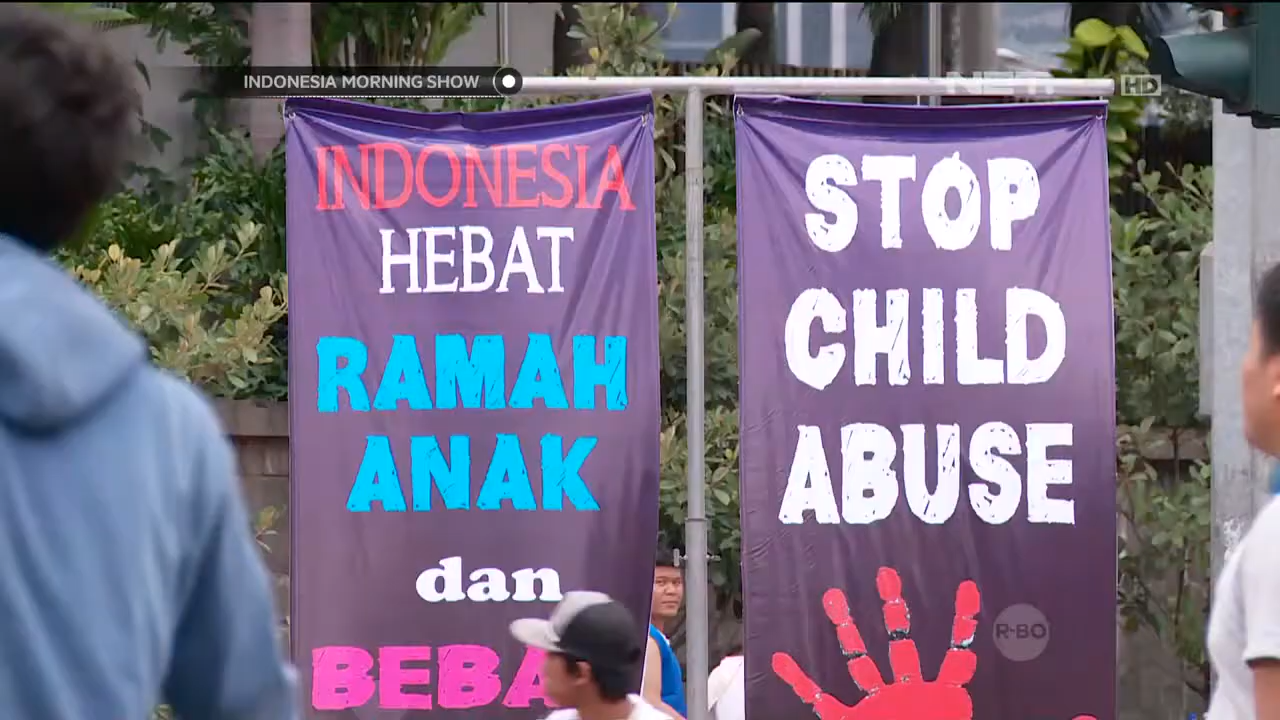 INDONESIA MORNING SHOW
NET.
HD
INDONESIA
HEBAT
RAMAH
ANAK
dan
STOP
CHILD
ABUSE
R-BO